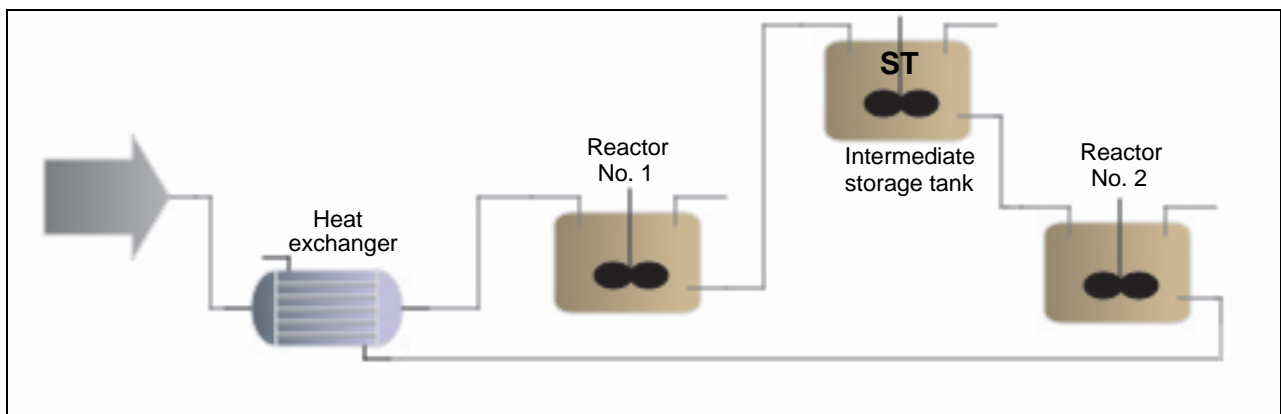 ST
Reactor
No. 1
Intermediate
storage tank
Reactor
No. 2
Heat
exchanger